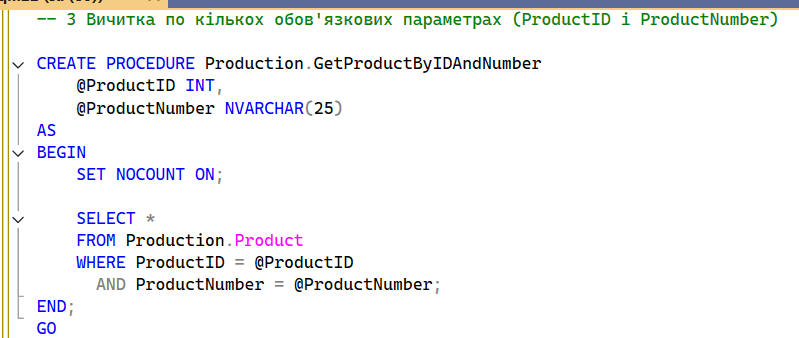 -- 3 Вичитка по кількох обов'язкових параметрах (ProductID і ProductNumber)
CREATE PROCEDURE Production.GetProductByIDAndNumber
@ProductID INT,
@ProductNumber NVARCHAR(25)
AS
BEGIN
SET NOCOUNT ON;
SELECT *
FROM Production.Product
WHERE ProductID = @ProductID
AND ProductNumber = @ProductNumber;
END;
GO